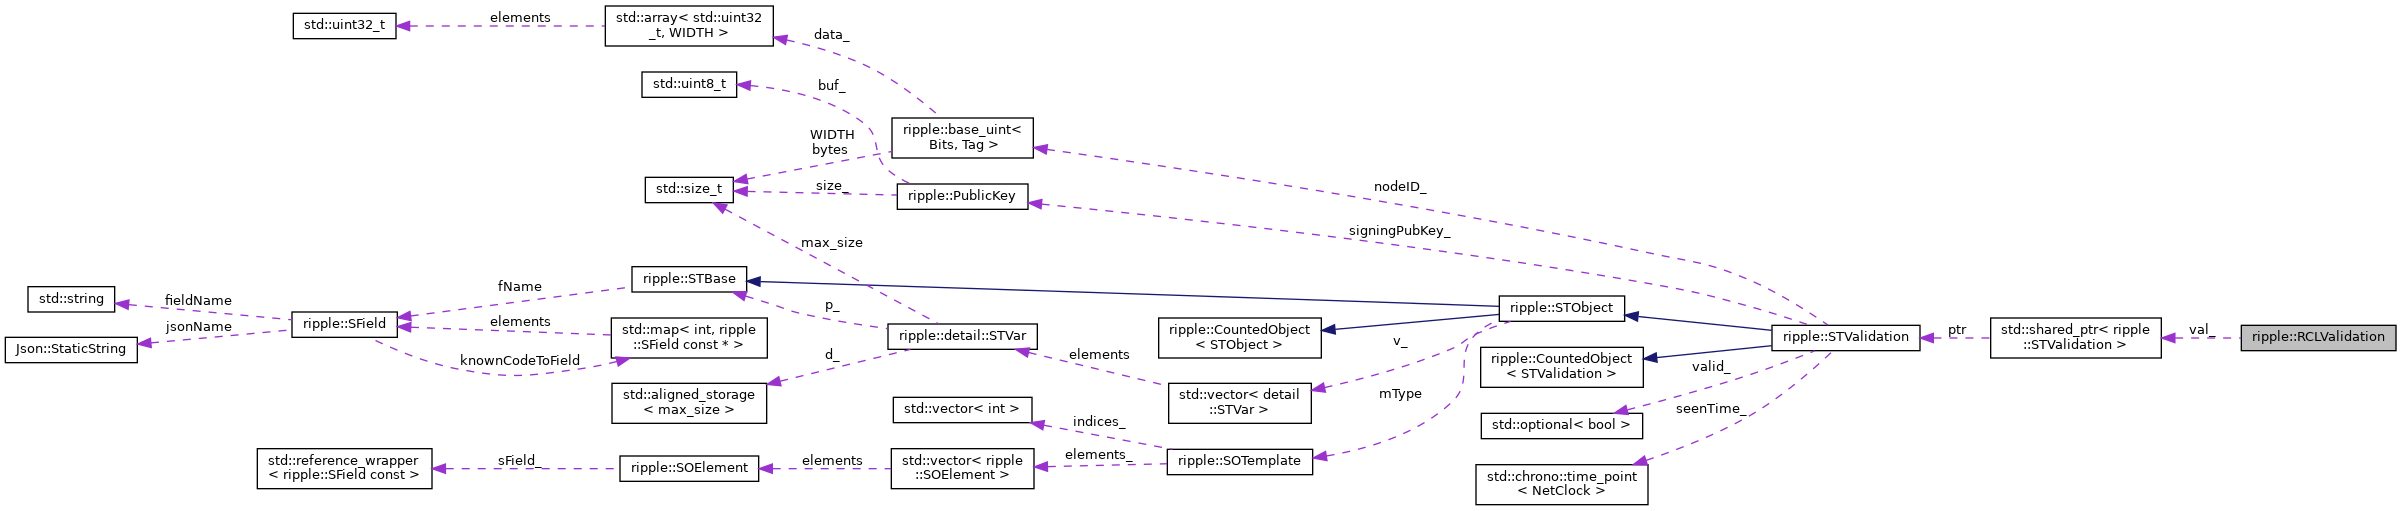 std::uint32_t
elements
std::array< std::uint32
_t, WIDTH >
data_
std::uint8_t
buf_
ripple::base_uint<
Bits, Tag >
WIDTH
bytes
std::size_t
size_
ripple::PublicKey
nodeID_
signingPubKey_
max_size
ripple::STBase
fName
std::string
fieldName
ripple::SField
jsonName
Json::StaticString
elements
std::map< int, ripple
::SField const * >
knownCodeToField
p_
ripple::detail::STVar
d_
std::aligned_storage
< max_size >
elements
ripple::CountedObject
< STObject >
ripple::STObject
v_
mType
std::vector< detail
::STVar >
ripple::CountedObject
< STValidation >
ripple::STValidation
ptr
std::shared_ptr< ripple
::STValidation >
val_
ripple::RCLValidation
valid_
std::optional< bool >
seenTime_
std::chrono::time_point
< NetClock >
std::vector< int >
indices_
ripple::SOTemplate
elements_
std::vector< ripple
::SOElement >
elements
ripple::SOElement
sField_
std::reference_wrapper
< ripple::SField const >